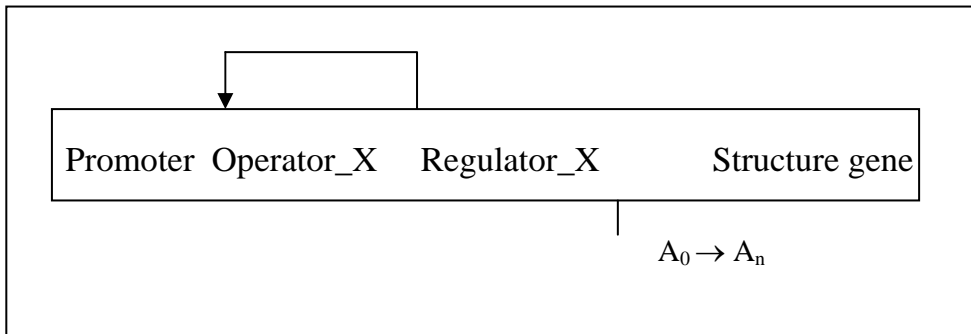 Promoter Operator_X Regulator_X Structure gene
A₀ → Aₙ